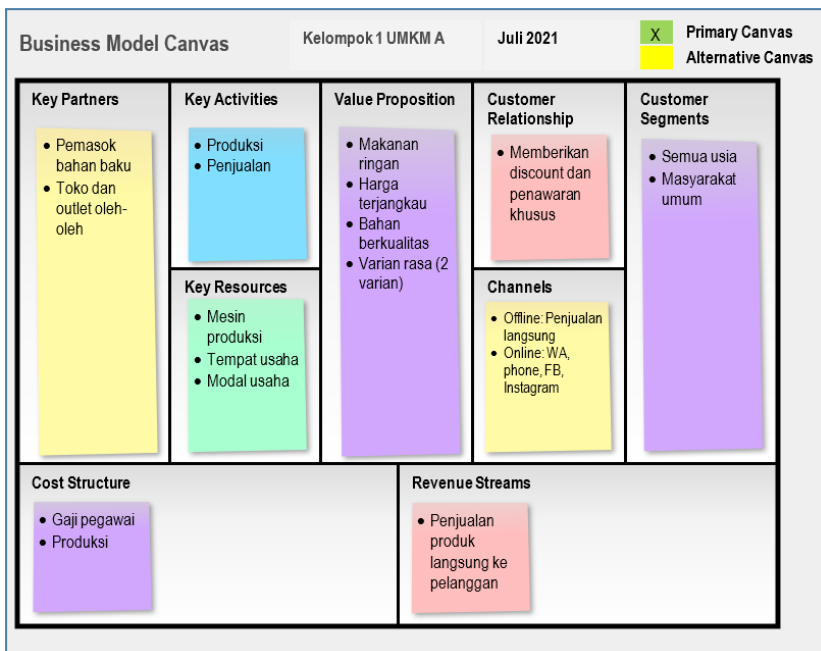 Business Model Canvas
Kelompok 1 UMKM A
Juli 2021
X
Primary Canvas
Alternative Canvas
Key Partners
• Pemasok
bahan baku
• Toko dan
outlet oleh-
oleh
Key Activities
• Produksi
• Penjualan
Key Resources
• Mesin
produksi
• Tempat usaha
• Modal usaha
Value Proposition
• Makanan
ringan
• Harga
terjangkau
• Bahan
berkualitas
• Varian rasa (2
varian)
Customer
Relationship
• Memberikan
discount dan
penawaran
khusus
Channels
• Offline: Penjualan
langsung
• Online: WA,
phone, FB,
Instagram
Customer
Segments
• Semua usia
• Masyarakat
umum
Cost Structure
• Gaji pegawai
• Produksi
Revenue Streams
• Penjualan
produk
langsung ke
pelanggan